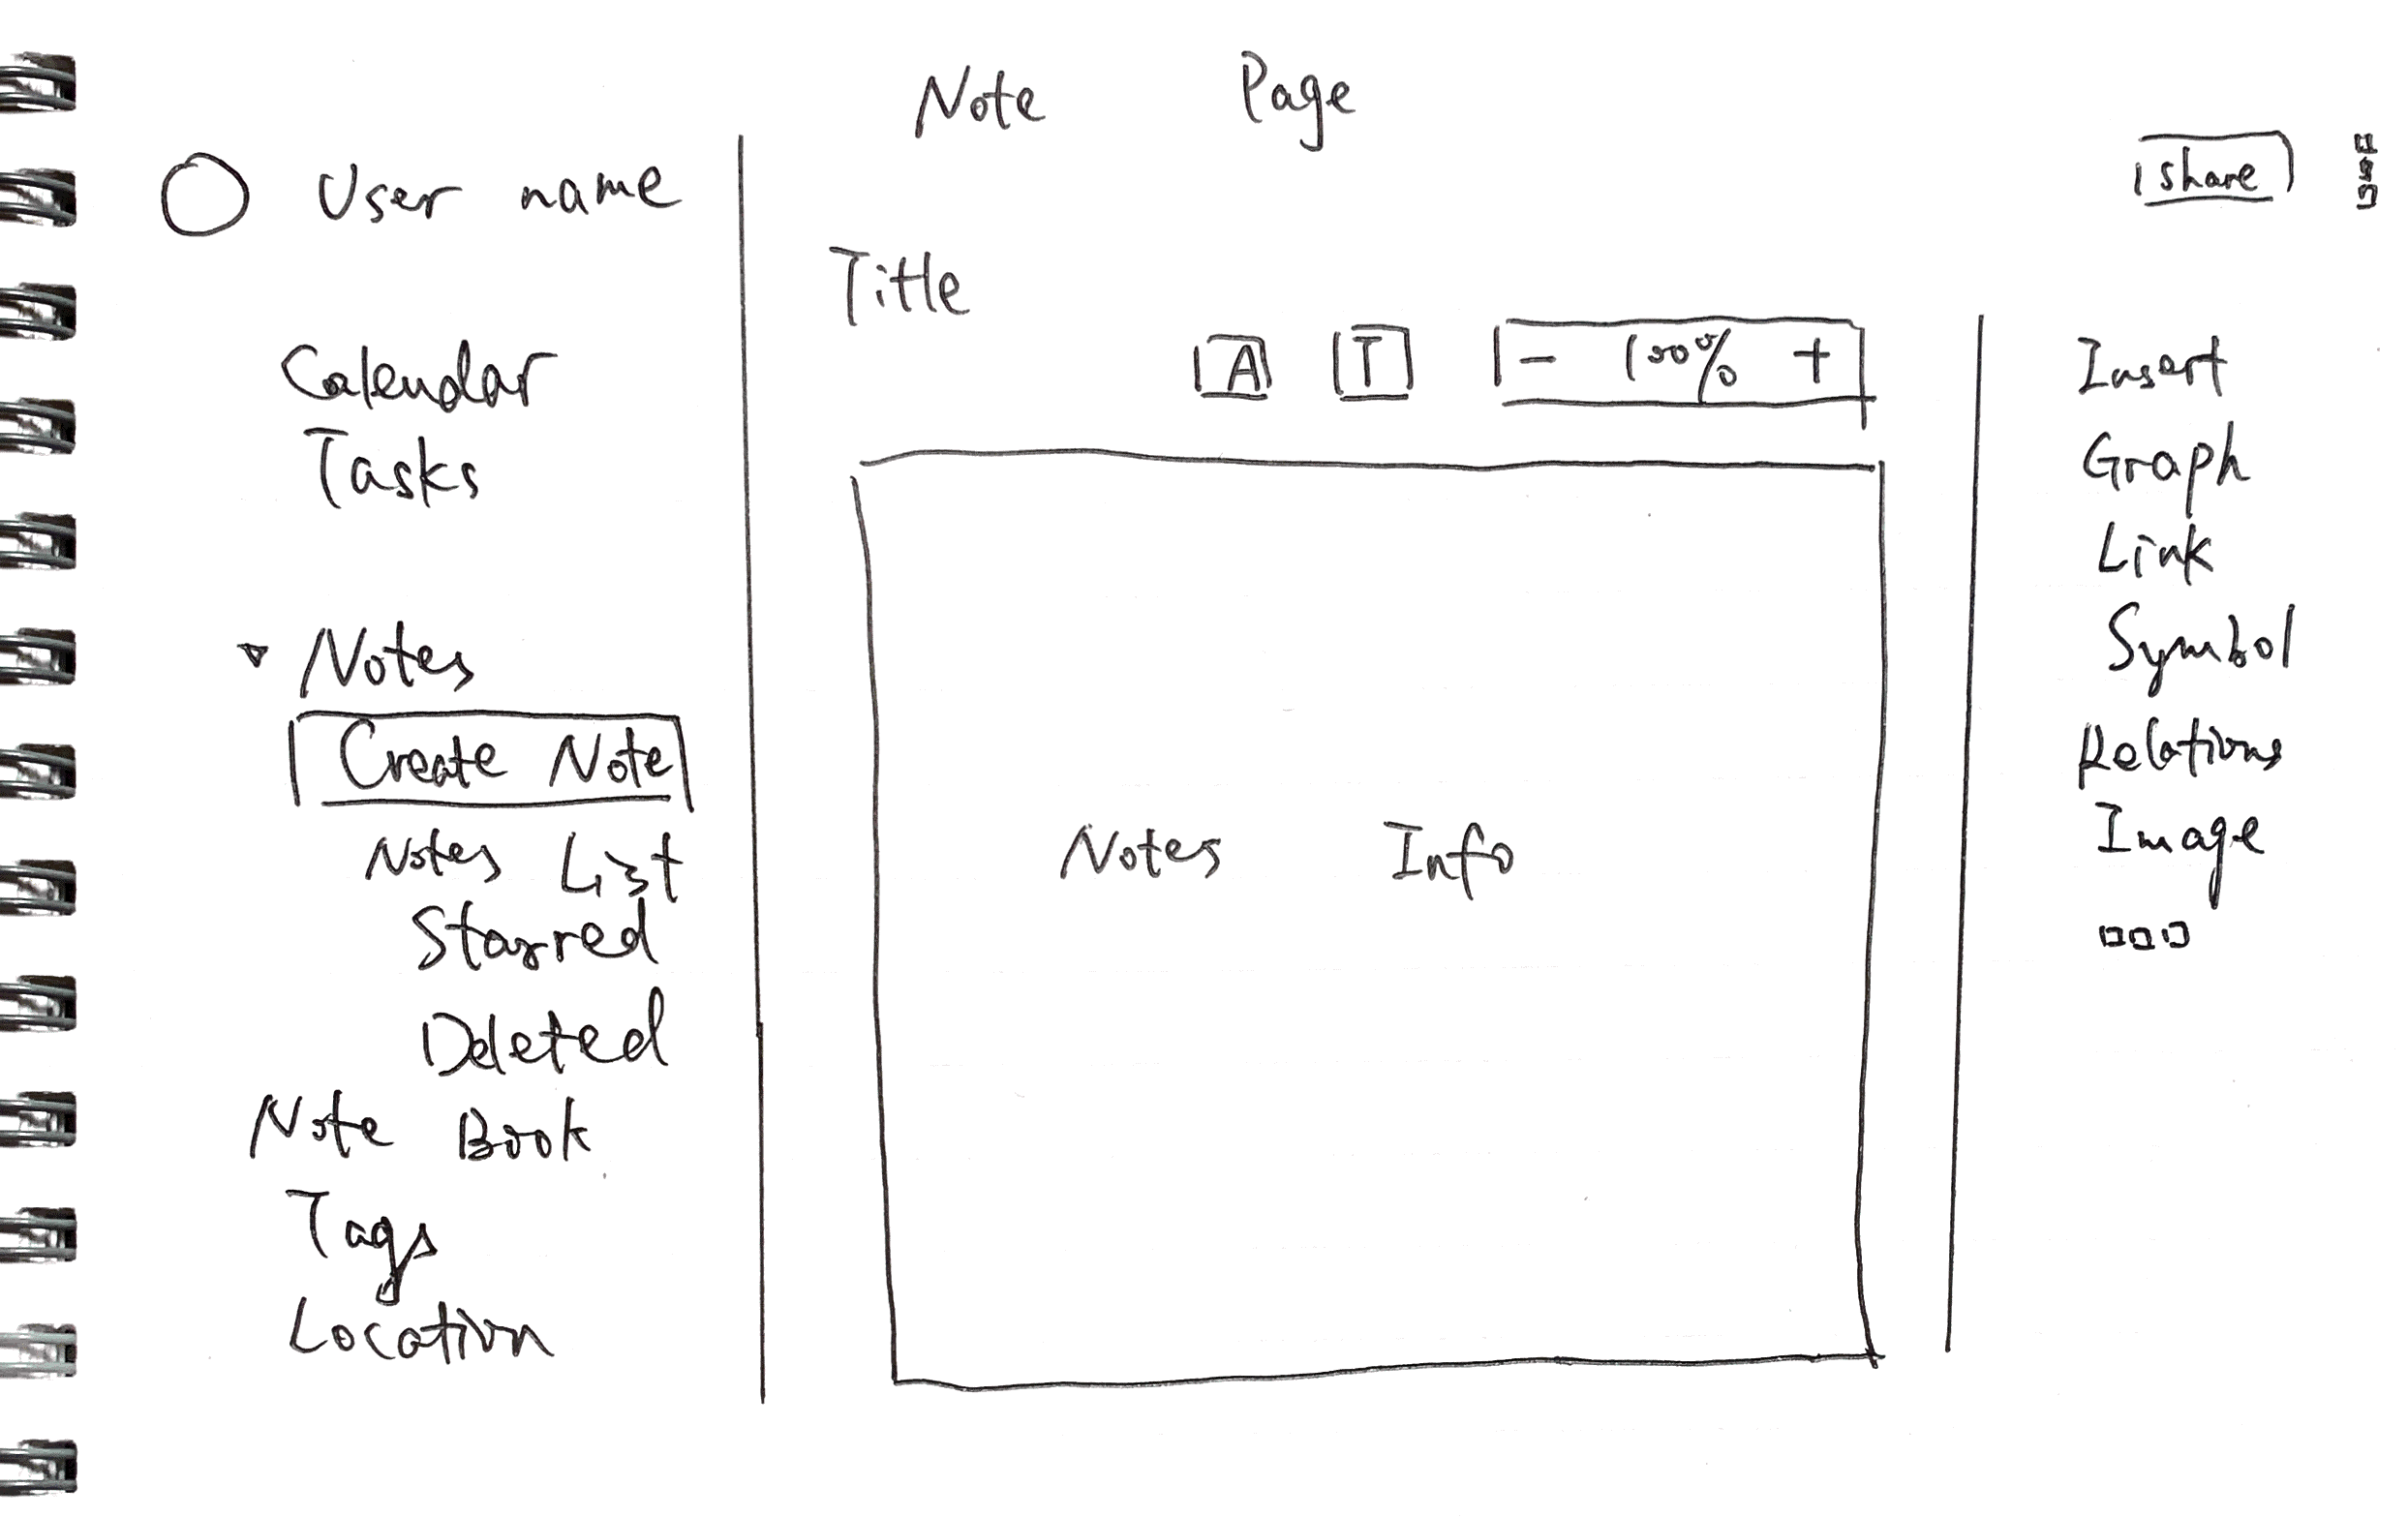 Note Page
User name
share
Title
A T - 100% +
Calendar
Tasks
Notes
Create Note
Notes List
Starred
Deleted
Note Book
Tags
Location
Notes Info
Insert
Graph
Link
Symbol
Relations
Image